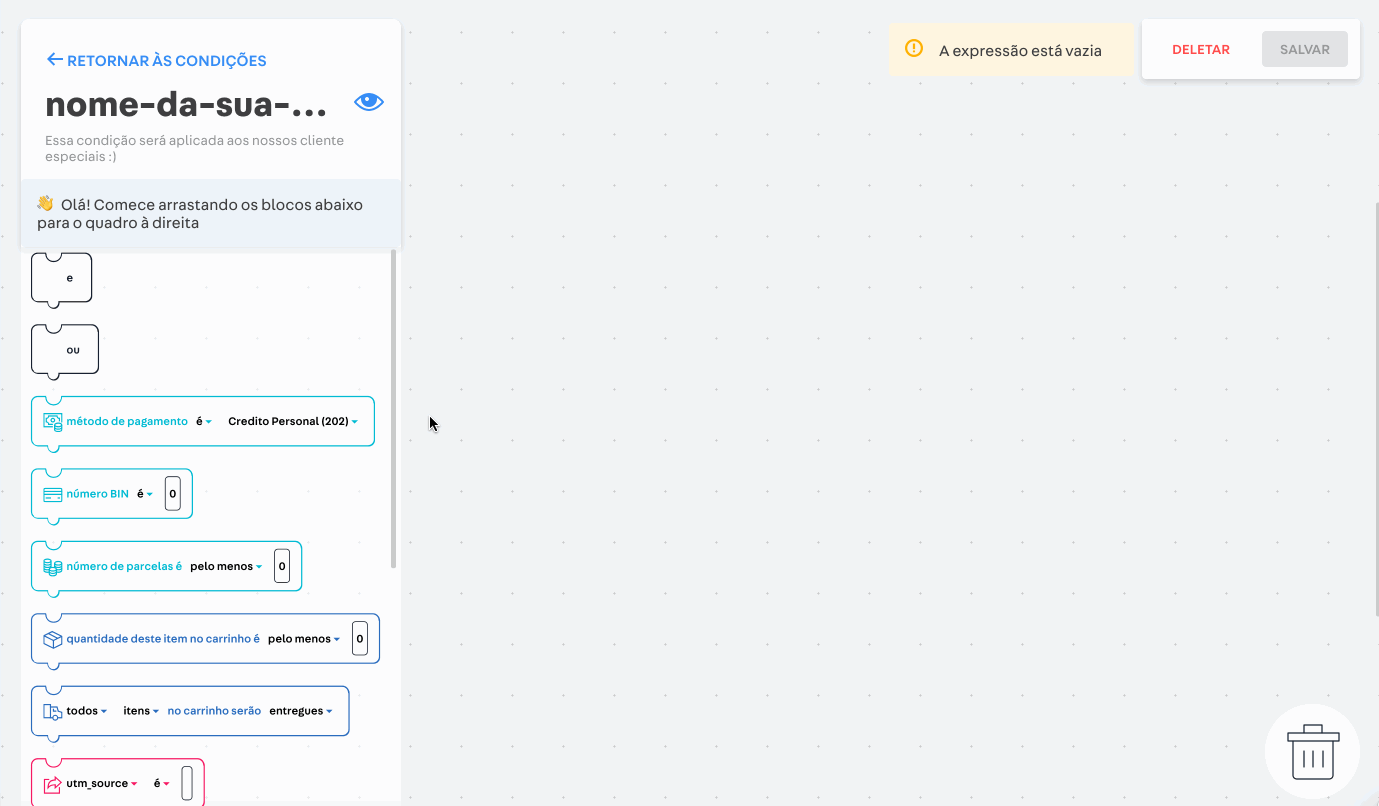 RETORNAR ÀS CONDIÇÕES
nome-da-sua-...
Essa condição será aplicada aos nossos cliente
especiais :)
👋 Olá! Comece arrastando os blocos abaixo
para o quadro à direita
e
ou
método de pagamento é Credito Personal (202)
número BIN é 0
número de parcelas é pelo menos 0
quantidade deste item no carrinho é pelo menos 0
todos itens no carrinho serão entregues
utm_source é
A expressão está vazia
DELETAR
SALVAR